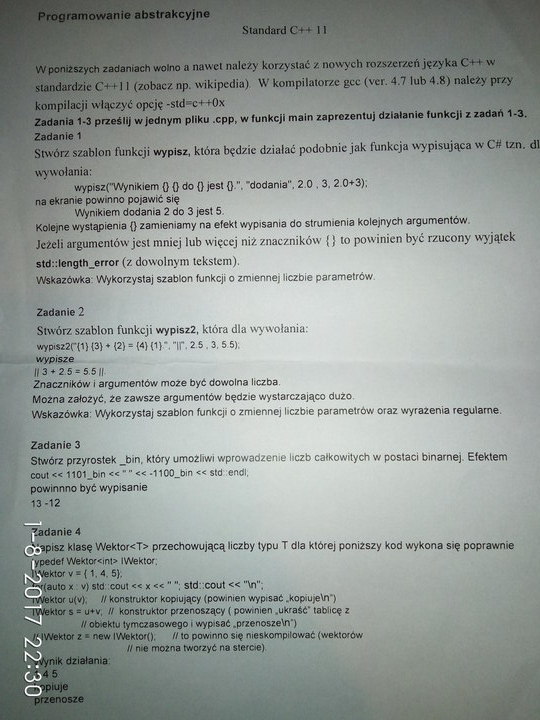 Programowanie abstrakcyjne
Standard C++ 11
W poniższych zadaniach wolno a nawet należy korzystać z nowych rozszerzeń języka C++ w
standardzie C++11 (zobacz np. wikipedia) W kompilatorze gcc (ver. 4.7 lub 4.8) należy przy
kompilacji włączyć opcję -std=c++0x
Zadania 1-3 prześlij w jednym pliku .cpp, w funkcji main zaprezentuj działanie funkcji z zadań 1-3.
Zadanie 1
Stwórz szablon funkcji wypisz, która będzie działać podobnie jak funkcja wypisująca w C# tzn. dl
wywołania:
wypisz("Wynikiem {} {} do {} jest {}.", "dodania", 2.0 , 3, 2.0+3);
na ekranie powinno pojawić się
Wynikiem dodania 2 do 3 jest 5.
Kolejne wystąpienia {} zamieniamy na efekt wypisania do strumienia kolejnych argumentów.
Jeżeli argumentów jest mniej lub więcej niż znaczników {} to powinien być rzucony wyjątek
std::length_error (z dowolnym tekstem).
Wskazówka: Wykorzystaj szablon funkcji o zmiennej liczbie parametrów.
Zadanie 2
Stwórz szablon funkcji wypisz2, która dla wywołania:
wypisz2("{1} {3} + {2} = {4} {1}.", "||", 2.5 , 3, 5.5);
wypisze
|| 3 + 2.5 = 5.5 ||.
Znaczników i argumentów może być dowolna liczba.
Można założyć, że zawsze argumentów będzie wystarczająco dużo.
Wskazówka: Wykorzystaj szablon funkcji o zmiennej liczbie parametrów oraz wyrażenia regularne.
Zadanie 3
Stwórz przyrostek _bin, który umożliwi wprowadzenie liczb całkowitych w postaci binarnej. Efektem
cout << 1101_bin << " " << -1100_bin << std::endl;
powinnno być wypisanie
13 -12
Zadanie 4
apisz klasę Wektor<T> przechowującą liczby typu T dla której poniższy kod wykona się poprawnie
ypedef Wektor<int> IWektor;
IWektor v = { 1, 4, 5};
r(auto x : v) std::cout << x << " "; std::cout << "\n";
IWektor u(v); // konstruktor kopiujący (powinien wypisać „kopiuje\n”)
IWektor s = u+v; // konstruktor przenoszący ( powinien „ukraść” tablicę z
// obiektu tymczasowego i wypisać „przenosze\n”)
// IWektor z = new IWektor(); // to powinno się nieskompilować (wektorów
// nie można tworzyć na stercie).
ynik działania:
4 5
opiuje
przenosze
1-8-2017 22:30